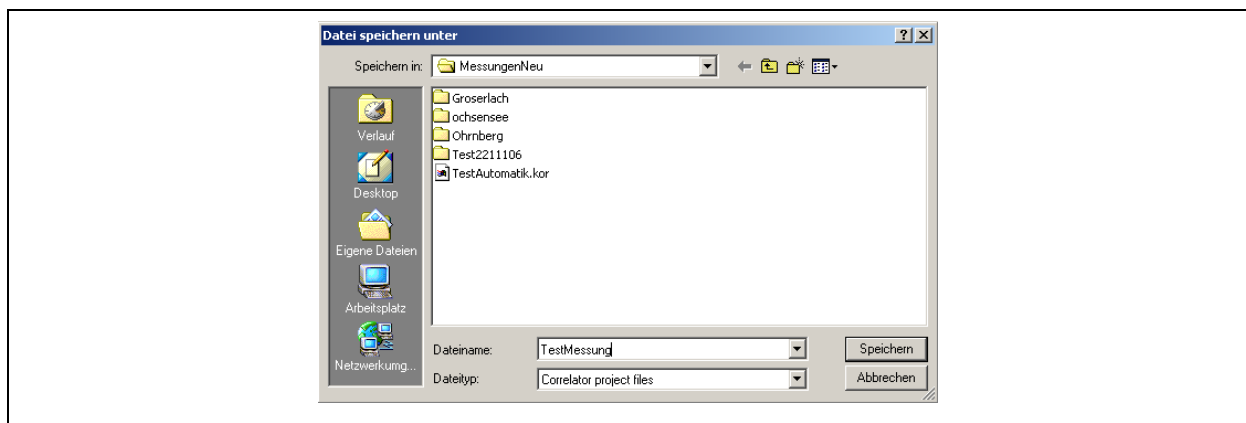 Datei speichern unter
Speichern in: MessungenNeu
Verlauf
Desktop
Eigene Dateien
Arbeitsplatz
Netzwerkumg...
Groserlach
ochsensee
Ohrnberg
Test2211106
TestAutomatik.kor
Dateiname: TestMessung Speichern
Dateityp: Correlator project files Abbrechen